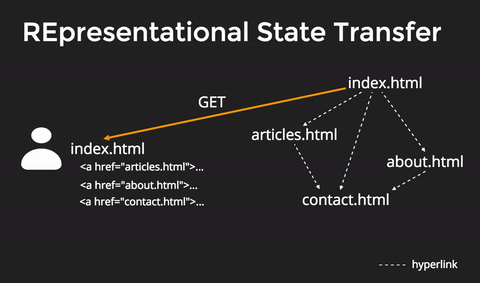 REpresentational State Transfer
index.html
GET
articles.html
index.html
about.html
<a href="articles.html">...
<a href="about.html">...
<a href="contact.html">...
contact.html
hyperlink